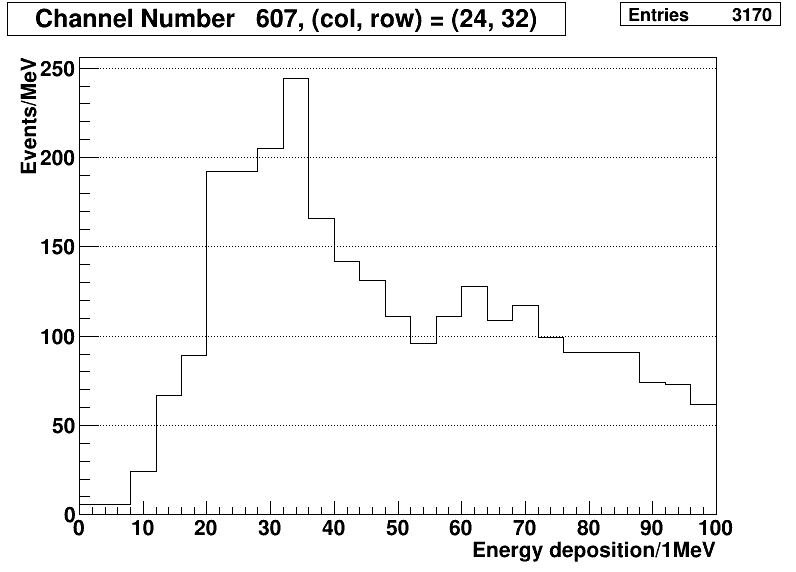 Channel Number 607, (col, row) = (24, 32)
Entries 3170
Events/MeV
250
200
150
100
50
0
0 10 20 30 40 50 60 70 80 90 100
Energy deposition/1MeV